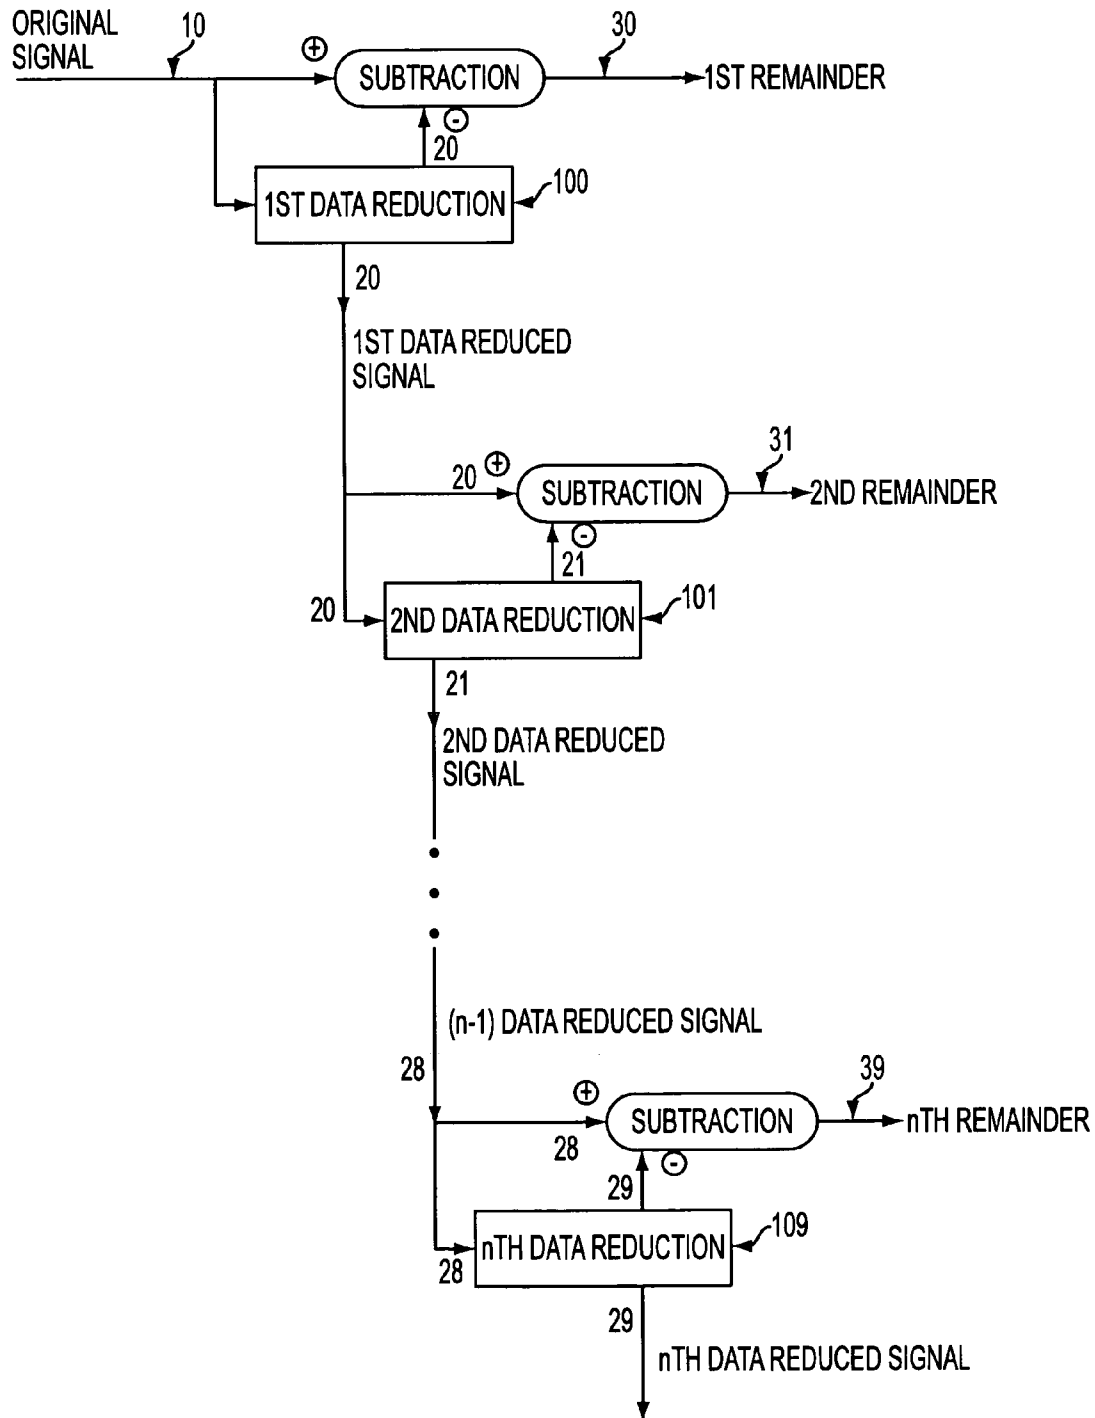 ORIGINAL
SIGNAL
10
+
SUBTRACTION
30
1ST REMAINDER
-
20
1ST DATA REDUCTION
100
20
1ST DATA REDUCED
SIGNAL
20
+
SUBTRACTION
31
2ND REMAINDER
-
21
20
2ND DATA REDUCTION
101
21
2ND DATA REDUCED
SIGNAL
(n-1) DATA REDUCED SIGNAL
28
+
28
SUBTRACTION
39
nTH REMAINDER
-
29
28
nTH DATA REDUCTION
109
29
nTH DATA REDUCED SIGNAL